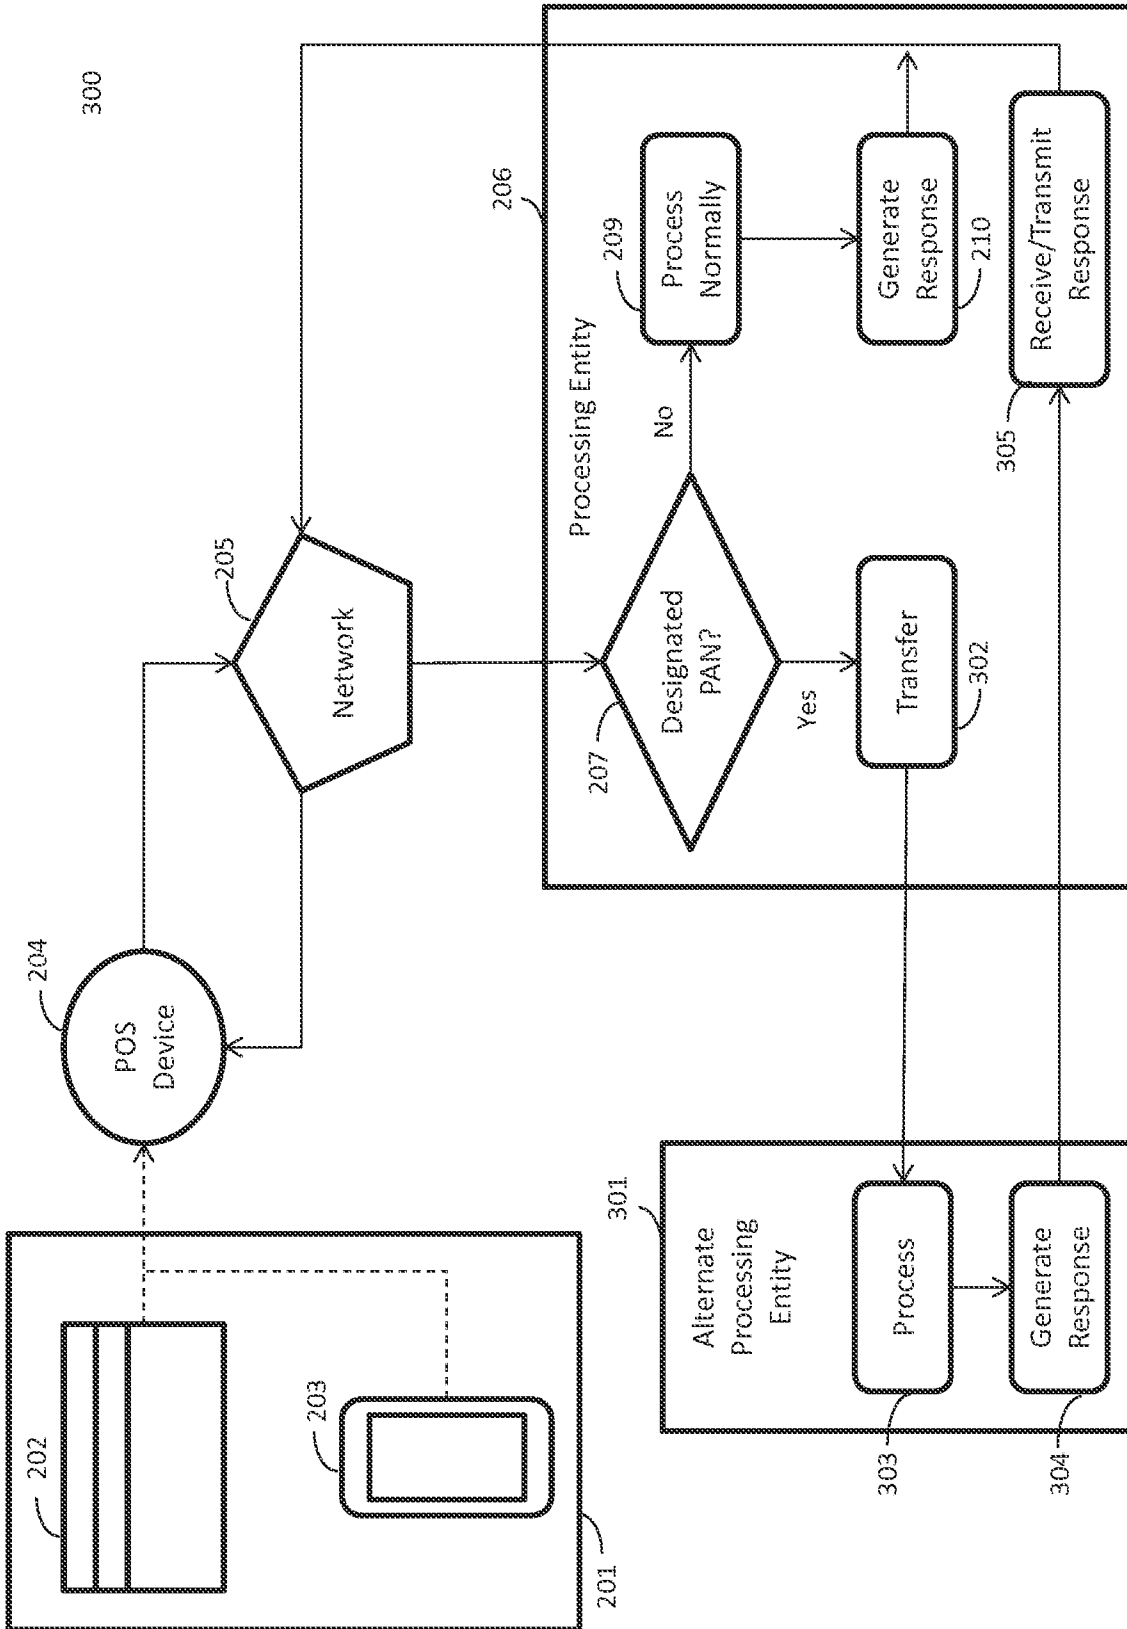 300
202
203
201
204
POS
Device
205
Network
206
Processing Entity
207
Designated
PAN?
No
Yes
209
Process
Normally
Generate
Response
210
Transfer
302
305
Receive/Transmit
Response
301
Alternate
Processing
Entity
Process
303
Generate
Response
304